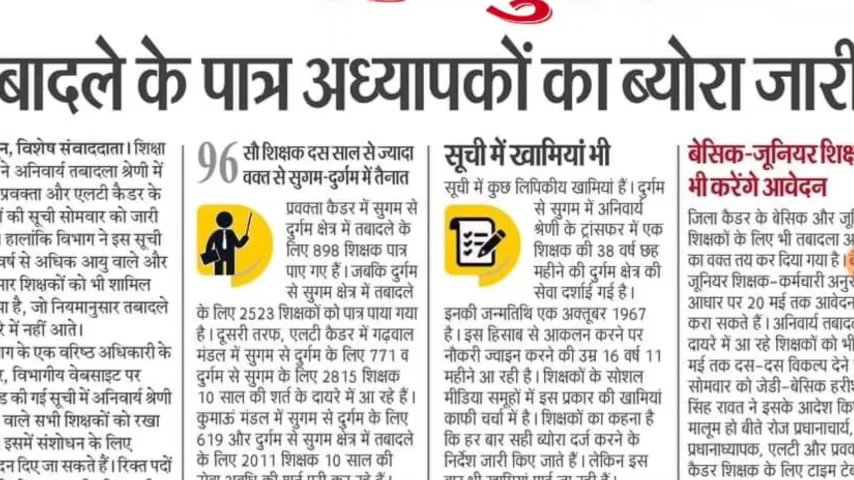 बादले के पात्र अध्यापकों का ब्योरा जारी
न, विशेष संवाददाता। शिक्षा
ने अनिवार्य तबादला श्रेणी में
प्रवक्ता और एलटी कैडर के
की सूची सोमवार को जारी
हालांकि विभाग ने इस सूची
वर्ष से अधिक आयु वाले और
मार शिक्षकों को भी शामिल
या है, जो नियमानुसार तबादले
रे में नहीं आते।
ाग के एक वरिष्ठ अधिकारी के
र, विभागीय वेबसाइट पर
ड की गई सूची में अनिवार्य श्रेणी
वाले सभी शिक्षकों को रखा
इसमें संशोधन के लिए
दन दिए जा सकते हैं। रिक्त पदों
96 सौ शिक्षक दस साल से ज्यादा
वक्त से सुगम-दुर्गम में तैनात
प्रवक्ता कैडर में सुगम से
दुर्गम क्षेत्र में तबादले के
लिए 898 शिक्षक पात्र
पाए गए हैं। जबकि दुर्गम
से सुगम क्षेत्र में तबादले
के लिए 2523 शिक्षकों को पात्र पाया गया
है। दूसरी तरफ, एलटी कैडर में गढ़वाल
मंडल में सुगम से दुर्गम के लिए 771 व
दुर्गम से सुगम के लिए 2815 शिक्षक
10 साल की शर्त के दायरे में आ रहे हैं।
कुमाऊं मंडल में सुगम से दुर्गम के लिए
619 और दुर्गम से सुगम क्षेत्र में तबादले
के लिए 2011 शिक्षक 10 साल की
सेवा अवधि की शर्त पूरी कर रहे हैं।
सूची में खामियां भी
सूची में कुछ लिपिकीय खामियां हैं। दुर्गम
से सुगम में अनिवार्य
श्रेणी के ट्रांसफर में एक
शिक्षक की 38 वर्ष छह
महीने की दुर्गम क्षेत्र की
सेवा दर्शाई गई है।
इनकी जन्मतिथि एक अक्तूबर 1967
है। इस हिसाब से आकलन करने पर
नौकरी ज्वाइन करने की उम्र 16 वर्ष 11
महीने आ रही है। शिक्षकों के सोशल
मीडिया समूहों में इस प्रकार की खामियां
काफी चर्चा में है। शिक्षकों का कहना है
कि हर बार सही ब्योरा दर्ज करने के
निर्देश जारी किए जाते हैं। लेकिन इस
बार भी खामियां पाई जा रही हैं।
बेसिक-जूनियर शिक्ष
भी करेंगे आवेदन
जिला कैडर के बेसिक और जू
शिक्षकों के लिए भी तबादला अ
का वक्त तय कर दिया गया है।
जूनियर शिक्षक-कर्मचारी अनुर
आधार पर 20 मई तक आवेदन
करा सकते हैं। अनिवार्य तबाद
दायरे में आ रहे शिक्षकों को भी
मई तक दस-दस विकल्प देने
सोमवार को जेडी-बेसिक हरीश
सिंह रावत ने इसके आदेश कि
मालूम हो बीते रोज प्रधानाचार्य,
प्रधानाध्यापक, एलटी और प्रव
कैडर शिक्षक के लिए टाइम टे